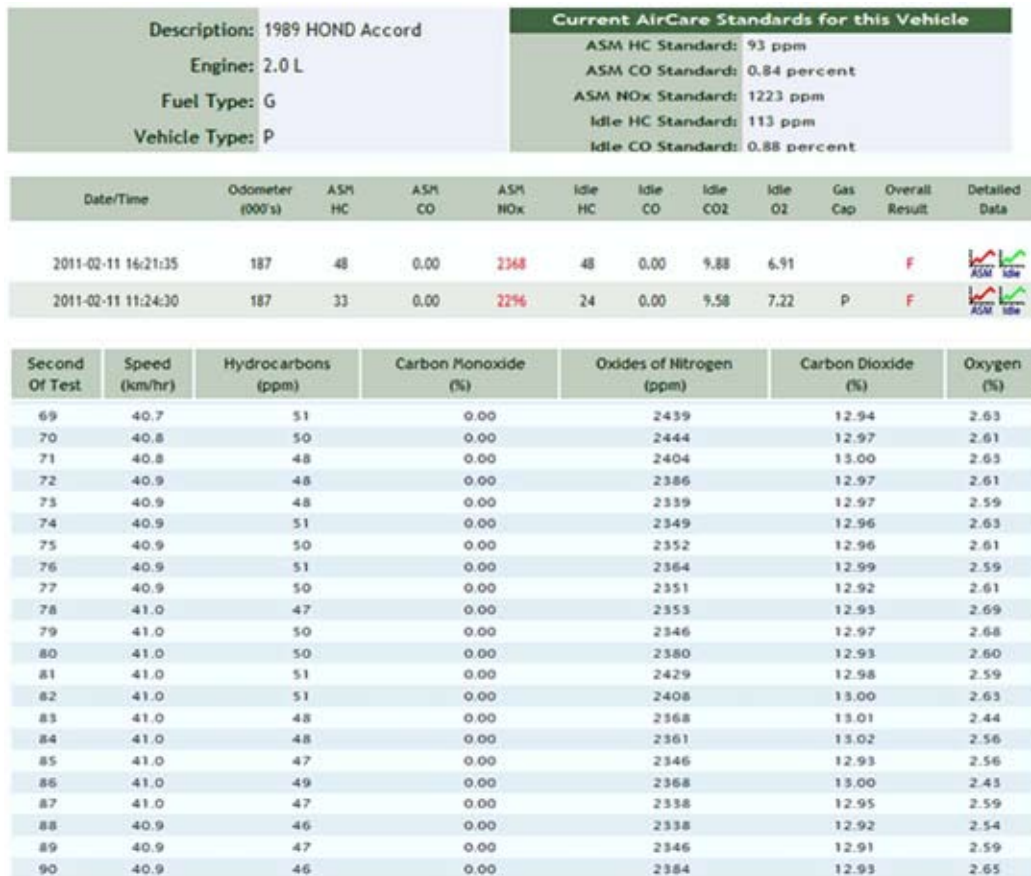 Description: 1989 HOND Accord
Engine: 2.0 L
Fuel Type: G
Vehicle Type: P
Current AirCare Standards for this Vehicle
ASM HC Standard: 93 ppm
ASM CO Standard: 0.84 percent
ASM NOx Standard: 1223 ppm
Idle HC Standard: 113 ppm
Idle CO Standard: 0.88 percent
Date/Time Odometer (000's) ASM HC ASM CO ASM NOx Idle HC Idle CO Idle CO2 Idle O2 Gas Cap Overall Result Detailed Data
2011-02-11 16:21:35 187 48 0.00 2368 48 0.00 9.88 6.91 F ASM Idle
2011-02-11 11:24:30 187 33 0.00 2296 24 0.00 9.58 7.22 P F ASM Idle
Second Of Test Speed (km/hr) Hydrocarbons (ppm) Carbon Monoxide (%) Oxides of Nitrogen (ppm) Carbon Dioxide (%) Oxygen (%)
69 40.7 51 0.00 2439 12.94 2.63
70 40.8 50 0.00 2444 12.97 2.61
71 40.8 48 0.00 2404 13.00 2.63
72 40.9 48 0.00 2386 12.97 2.61
73 40.9 48 0.00 2339 12.97 2.59
74 40.9 51 0.00 2349 12.96 2.63
75 40.9 50 0.00 2352 12.96 2.61
76 40.9 51 0.00 2364 12.99 2.59
77 40.9 50 0.00 2351 12.92 2.61
78 41.0 47 0.00 2353 12.93 2.69
79 41.0 50 0.00 2346 12.97 2.68
80 41.0 50 0.00 2380 12.93 2.60
81 41.0 51 0.00 2429 12.98 2.59
82 41.0 51 0.00 2408 13.00 2.63
83 41.0 48 0.00 2368 13.01 2.44
84 41.0 48 0.00 2361 13.02 2.56
85 41.0 47 0.00 2346 12.93 2.56
86 41.0 49 0.00 2368 13.00 2.43
87 41.0 47 0.00 2338 12.95 2.59
88 40.9 46 0.00 2338 12.92 2.54
89 40.9 47 0.00 2346 12.91 2.59
90 40.9 46 0.00 2384 12.93 2.65